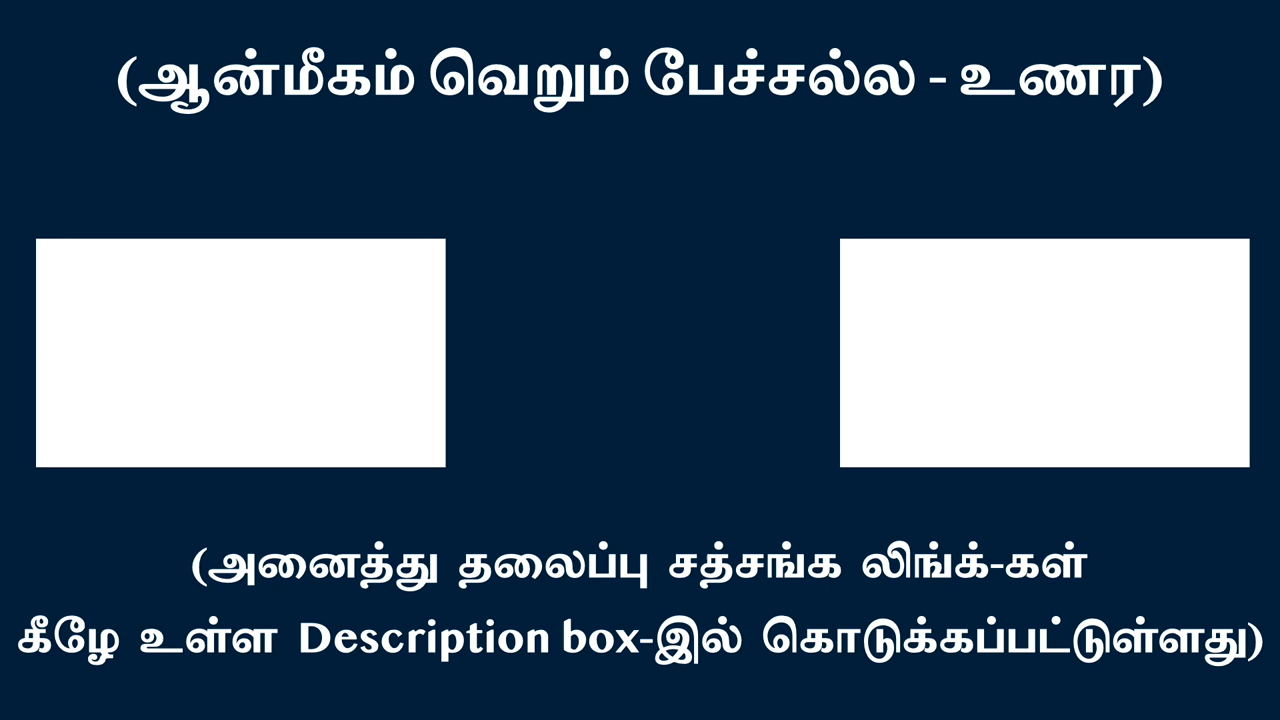 (ஆன்மீகம் வெறும் பேச்சல்ல - உணர)
(அனைத்து தலைப்பு சத்சங்க லிங்க்-கள்
கீழே உள்ள Description box-இல் கொடுக்கப்பட்டுள்ளது)